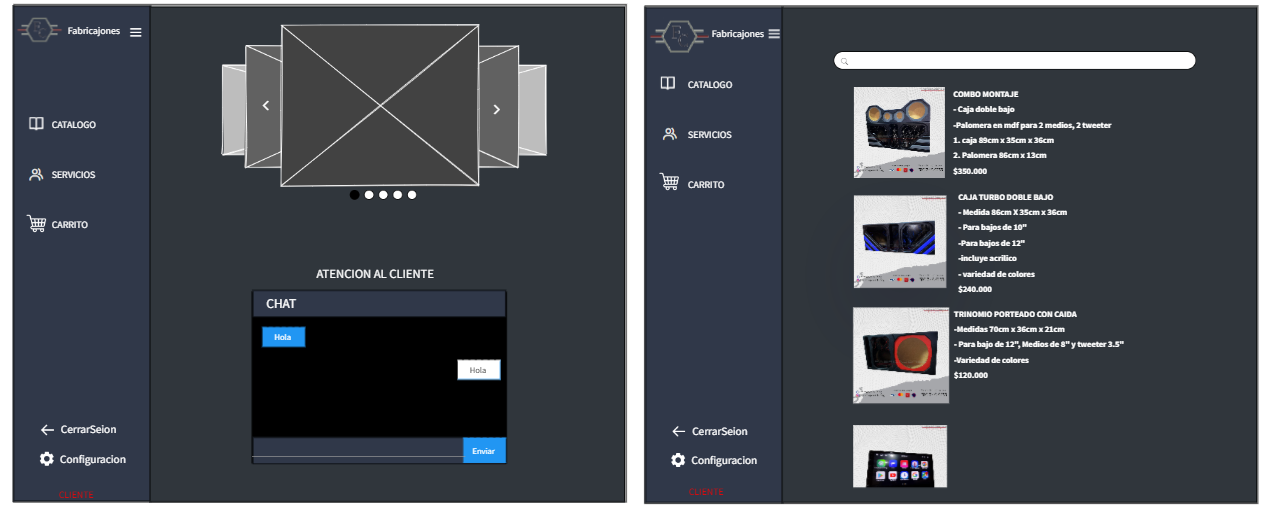 Fabricajones
CATALOGO
SERVICIOS
CARRITO
ATENCION AL CLIENTE
CHAT
Hola
Hola
Enviar
CerrarSeion
Configuracion
CLIENTE
Fabricajones
CATALOGO
SERVICIOS
CARRITO
COMBO MONTAJE
- Caja doble bajo
-Palomera en mdf para 2 medios, 2 tweeter
1. caja 89cm x 35cm x 36cm
2. Palomera 86cm x 13cm
$350.000
CAJA TURBO DOBLE BAJO
- Medida 86cm X 35cm x 36cm
- Para bajos de 10"
-Para bajos de 12"
-incluye acrilico
- variedad de colores
$240.000
TRINOMIO PORTEADO CON CAIDA
-Medidas 70cm x 36cm x 21cm
- Para bajo de 12", Medios de 8" y tweeter 3.5"
-Variedad de colores
$120.000
CerrarSeion
Configuracion
CLIENTE